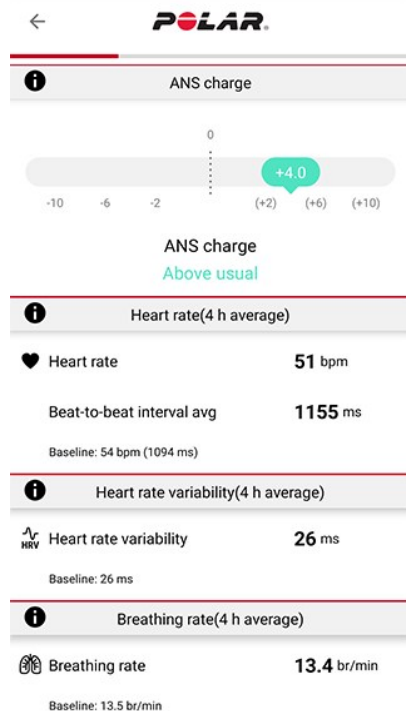 POLAR.
ANS charge
0
+4.0
-10 -6 -2 (+2) (+6) (+10)
ANS charge
Above usual
Heart rate(4 h average)
Heart rate 51 bpm
Beat-to-beat interval avg 1155 ms
Baseline: 54 bpm (1094 ms)
Heart rate variability(4 h average)
HRV Heart rate variability 26 ms
Baseline: 26 ms
Breathing rate(4 h average)
Breathing rate 13.4 br/min
Baseline: 13.5 br/min